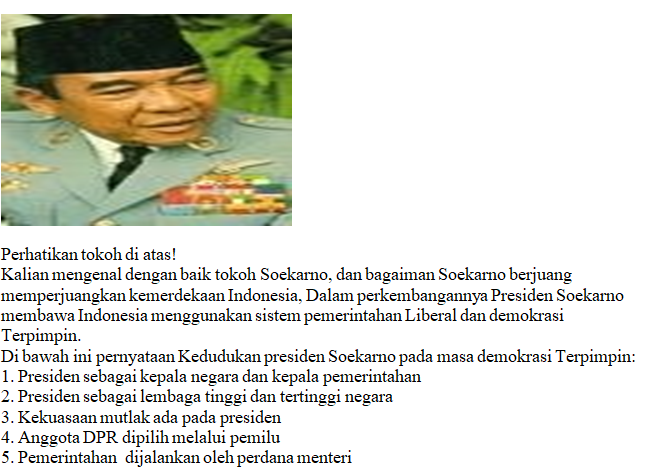 Perhatikan tokoh di atas!
Kalian mengenal dengan baik tokoh Soekarno, dan bagaiman Soekarno berjuang
memperjuangkan kemerdekaan Indonesia, Dalam perkembangannya Presiden Soekarno
membawa Indonesia menggunakan sistem pemerintahan Liberal dan demokrasi
Terpimpin.
Di bawah ini pernyataan Kedudukan presiden Soekarno pada masa demokrasi Terpimpin:
1. Presiden sebagai kepala negara dan kepala pemerintahan
2. Presiden sebagai lembaga tinggi dan tertinggi negara
3. Kekuasaan mutlak ada pada presiden
4. Anggota DPR dipilih melalui pemilu
5. Pemerintahan  dijalankan oleh perdana menteri